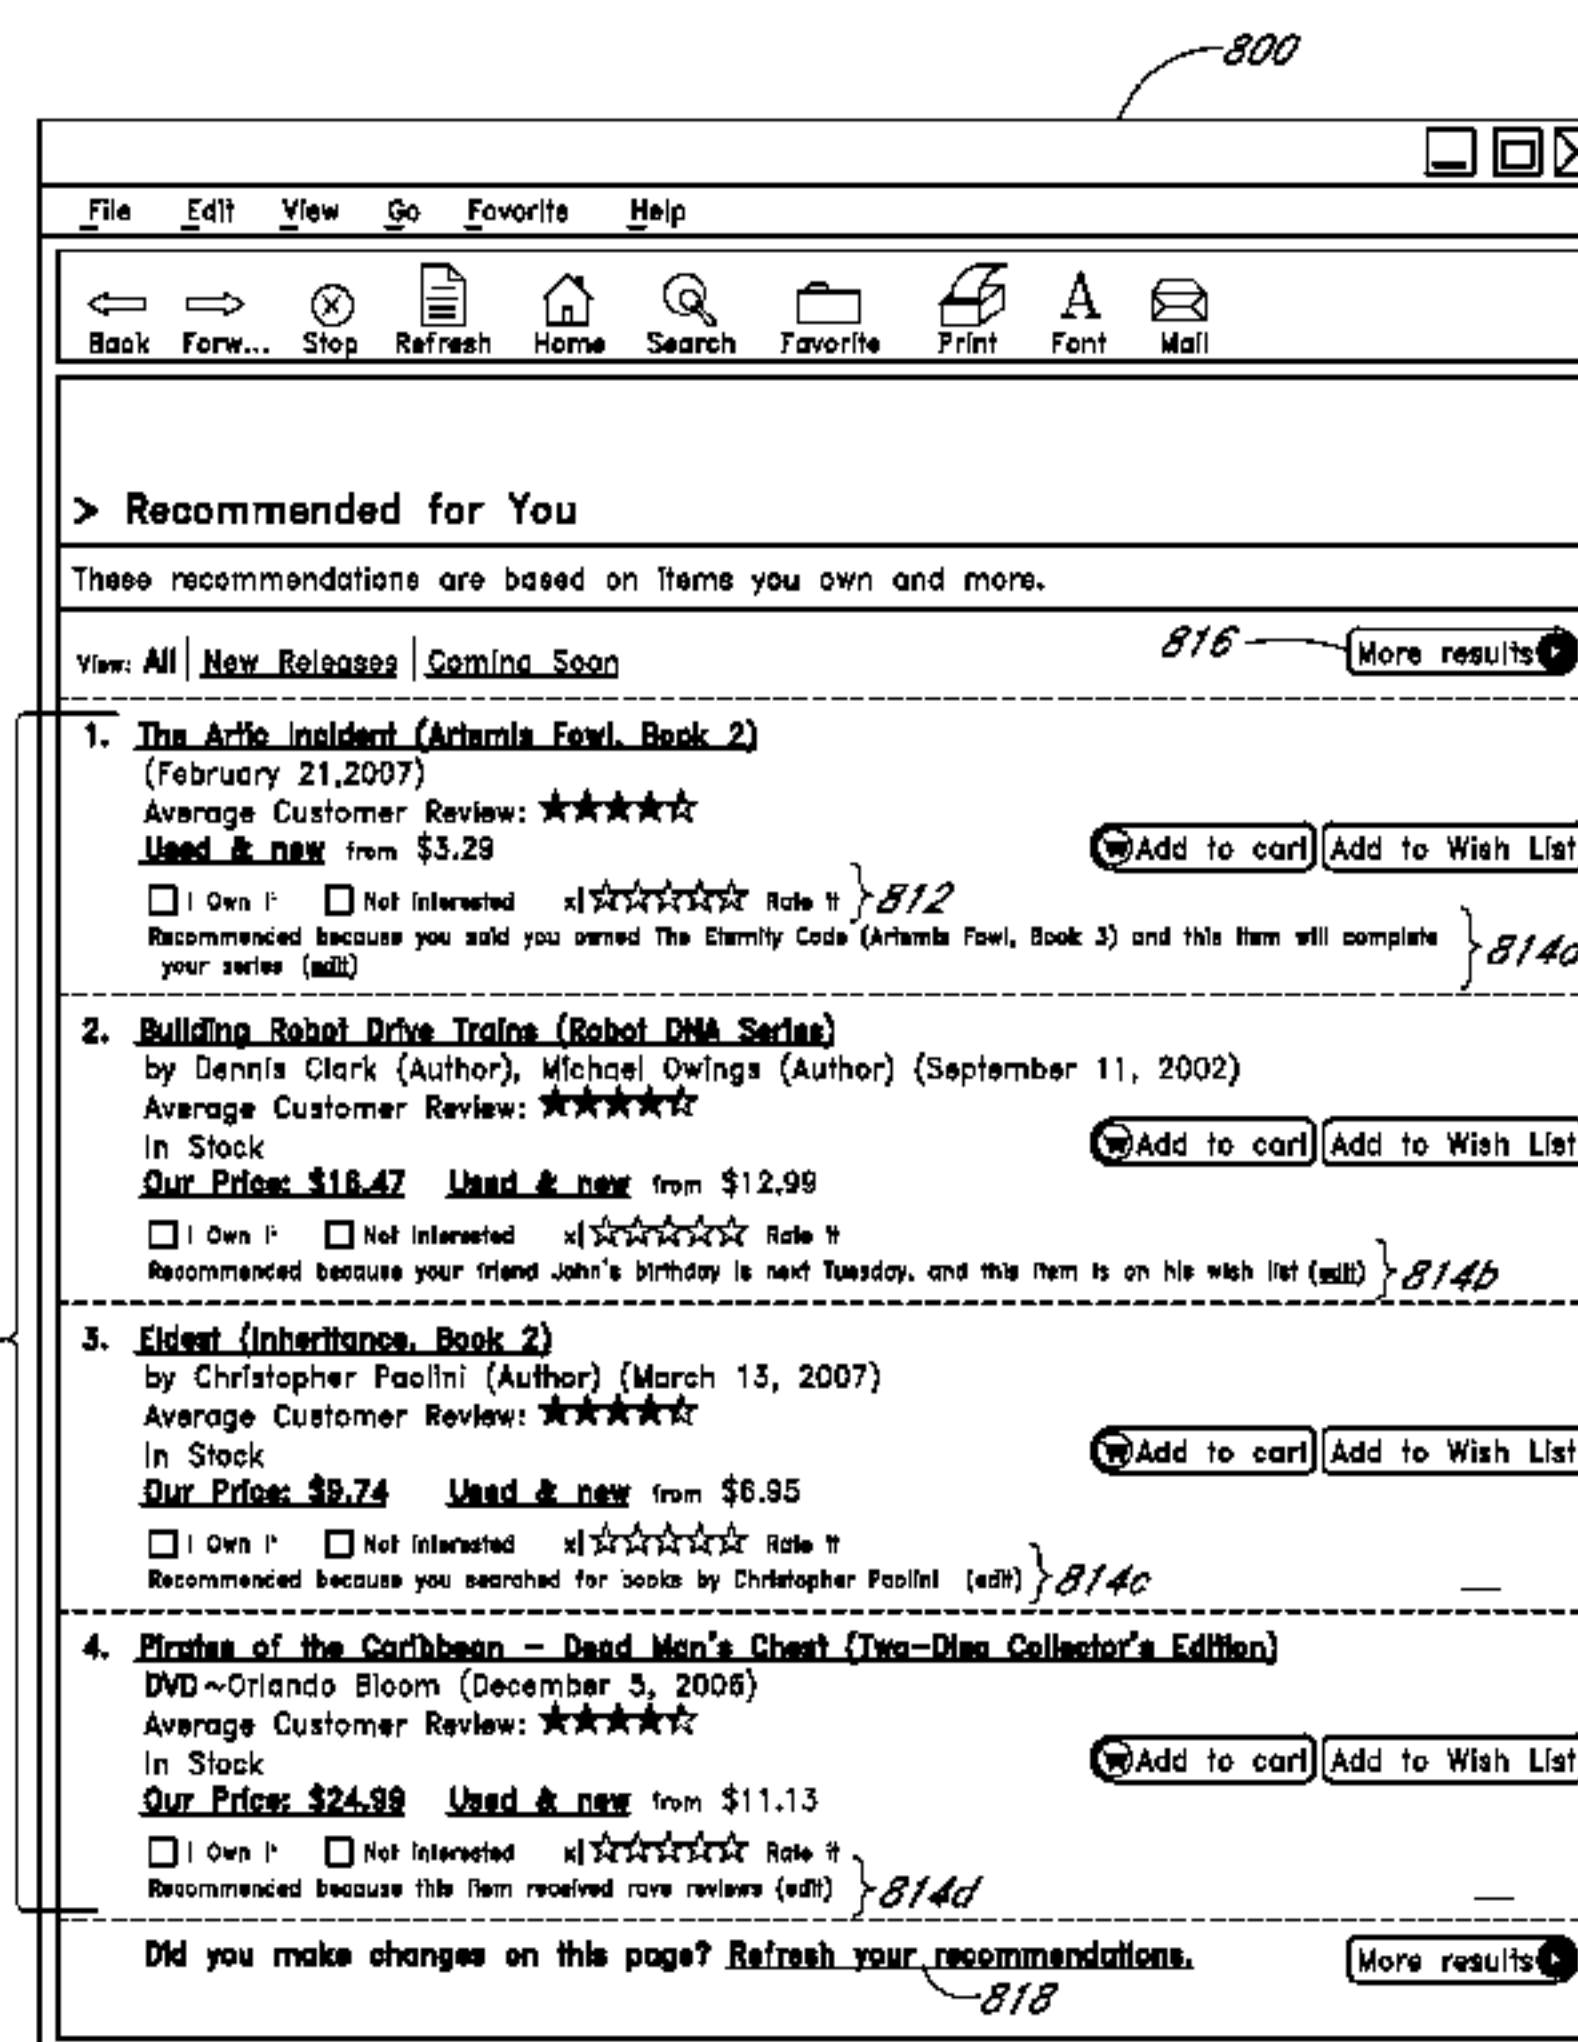 800
File Edit View Go Favorite Help
Back Forw... Stop Refresh Home Search Favorite Print Font Mail
> Recommended for You
These recommendations are based on items you own and more.
View: All | New Releases | Coming Soon
816
More results
1. The Artic Incident (Artemis Fowl, Book 2)
(February 21,2007)
Average Customer Review:
Used & new from $3.29
Add to cart Add to Wish List
I Own It Not Interested x| Rate it 812
Recommended because you said you owned The Eternity Code (Artemis Fowl, Book 3) and this item will complete
your series (edit)
814a
2. Building Robot Drive Trains (Robot DNA Series)
by Dennis Clark (Author), Michael Owings (Author) (September 11, 2002)
Average Customer Review:
In Stock
Add to cart Add to Wish List
Our Price: $16.47 Used & new from $12.99
I Own It Not Interested x| Rate it
Recommended because your friend John's birthday is next Tuesday, and this item is on his wish list (edit) 814b
3. Eldest (Inheritance, Book 2)
by Christopher Paolini (Author) (March 13, 2007)
Average Customer Review:
In Stock
Add to cart Add to Wish List
Our Price: $9.74 Used & new from $6.95
I Own It Not Interested x| Rate it
Recommended because you searched for books by Christopher Paolini (edit) 814c
4. Pirates of the Caribbean – Dead Man's Chest (Two–Disc Collector's Edition)
DVD~Orlando Bloom (December 5, 2006)
Average Customer Review:
In Stock
Add to cart Add to Wish List
Our Price: $24.99 Used & new from $11.13
I Own It Not Interested x| Rate it
Recommended because this item received rave reviews (edit) 814d
Did you make changes on this page? Refresh your recommendations.
More results
818